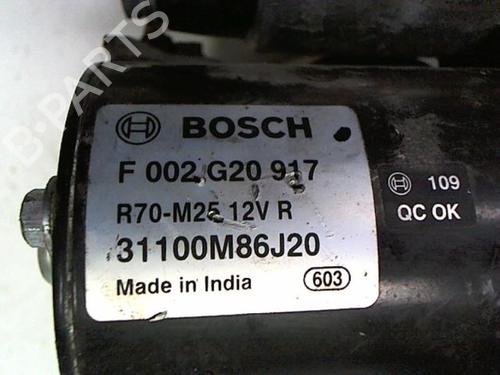 BOSCH
F 002 G20 917
R70-M25 12V R
31100M86J20
Made in India 603
109
QC OK
B-PARTS